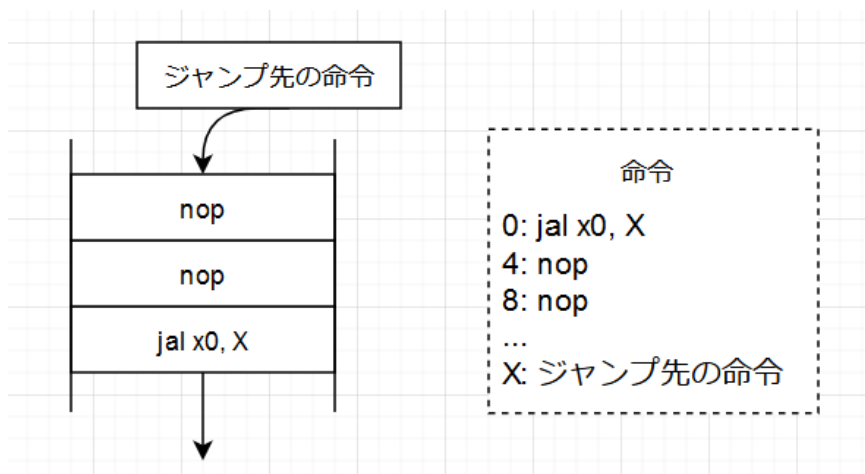 ジャンプ先の命令
nop
nop
jal x0, X
命令
0: jal x0, X
4: nop
8: nop
...
X: ジャンプ先の命令